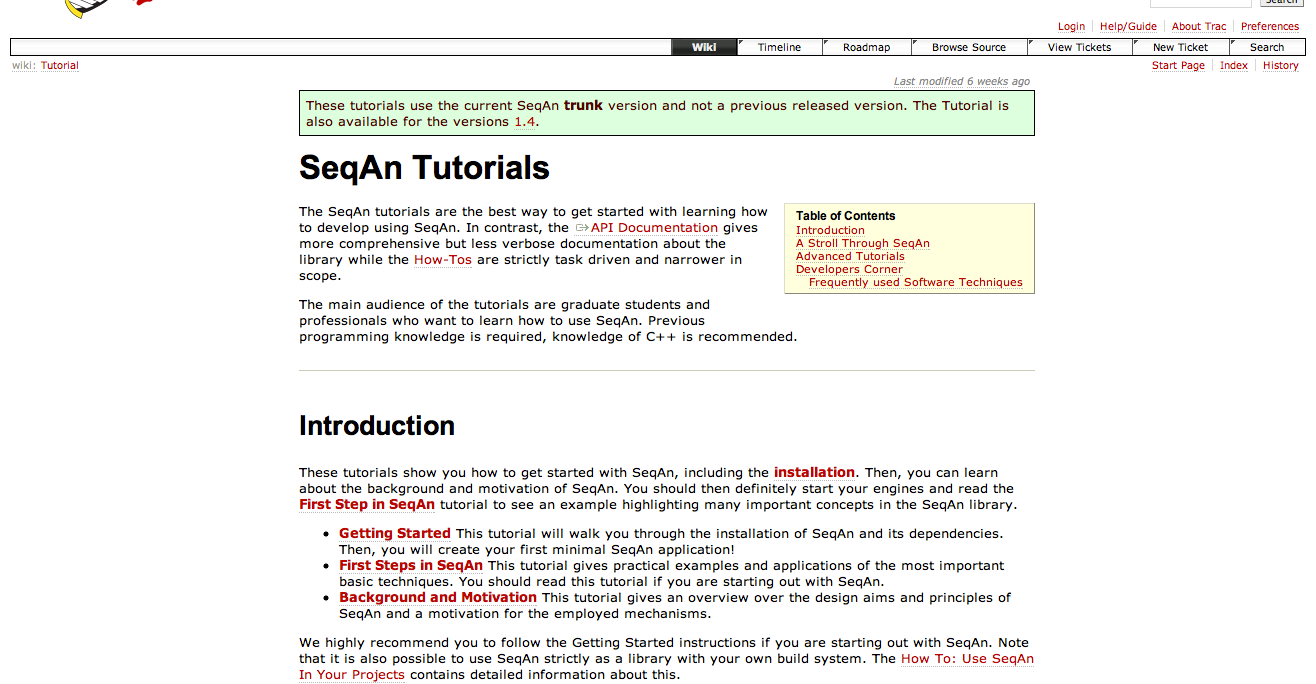 Search
Login Help/Guide About Trac Preferences
Wiki Timeline Roadmap Browse Source View Tickets New Ticket Search
wiki: Tutorial
Start Page Index History
Last modified 6 weeks ago
These tutorials use the current SeqAn trunk version and not a previous released version. The Tutorial is
also available for the versions 1.4.
SeqAn Tutorials
The SeqAn tutorials are the best way to get started with learning how
to develop using SeqAn. In contrast, the API Documentation gives
more comprehensive but less verbose documentation about the
library while the How-Tos are strictly task driven and narrower in
scope.
The main audience of the tutorials are graduate students and
professionals who want to learn how to use SeqAn. Previous
programming knowledge is required, knowledge of C++ is recommended.
Table of Contents
Introduction
A Stroll Through SeqAn
Advanced Tutorials
Developers Corner
Frequently used Software Techniques
Introduction
These tutorials show you how to get started with SeqAn, including the installation. Then, you can learn
about the background and motivation of SeqAn. You should then definitely start your engines and read the
First Step in SeqAn tutorial to see an example highlighting many important concepts in the SeqAn library.
• Getting Started This tutorial will walk you through the installation of SeqAn and its dependencies.
Then, you will create your first minimal SeqAn application!
• First Steps in SeqAn This tutorial gives practical examples and applications of the most important
basic techniques. You should read this tutorial if you are starting out with SeqAn.
• Background and Motivation This tutorial gives an overview over the design aims and principles of
SeqAn and a motivation for the employed mechanisms.
We highly recommend you to follow the Getting Started instructions if you are starting out with SeqAn. Note
that it is also possible to use SeqAn strictly as a library with your own build system. The How To: Use SeqAn
In Your Projects contains detailed information about this.